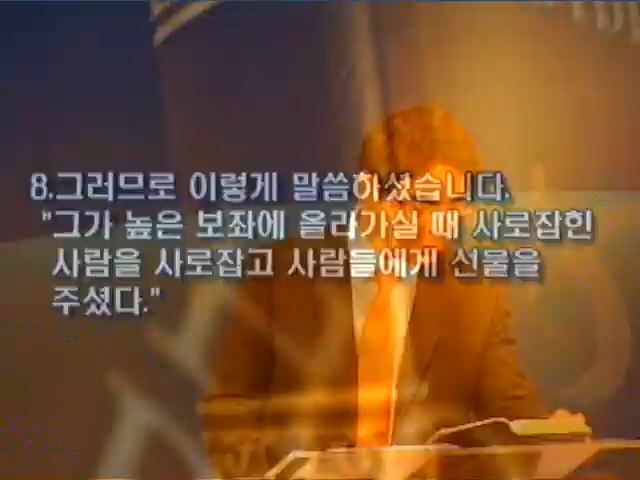 8.그러므로 이렇게 말씀하셨습니다.
"그가 높은 보좌에 올라가실 때 사로잡힌
사람을 사로잡고 사람들에게 선물을
주셨다."